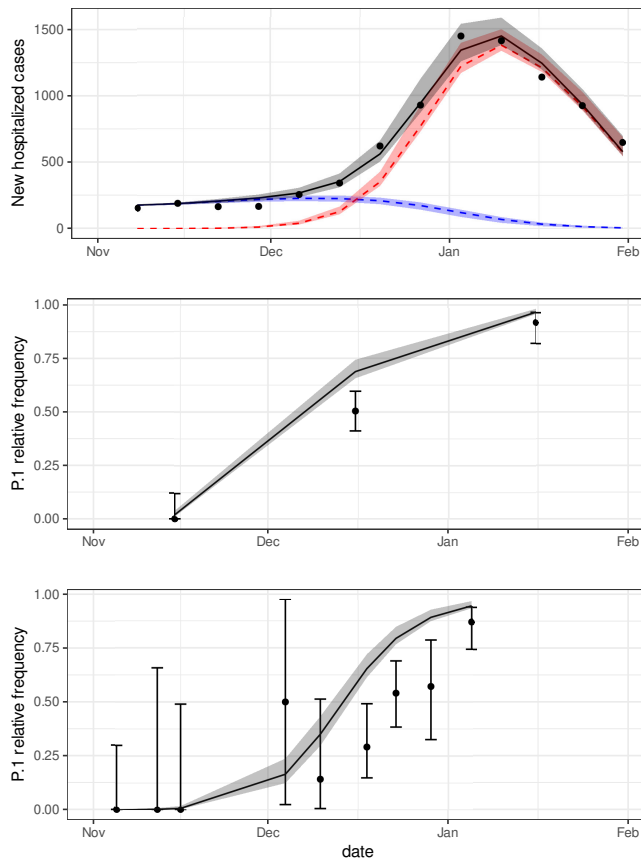 New hospitalized cases
1500
1000
500
0
Nov
Dec
Jan
Feb
P.1 relative frequency
1.00
0.75
0.50
0.25
0.00
Nov
Dec
Jan
Feb
P.1 relative frequency
1.00
0.75
0.50
0.25
0.00
Nov
Dec
Jan
Feb
date